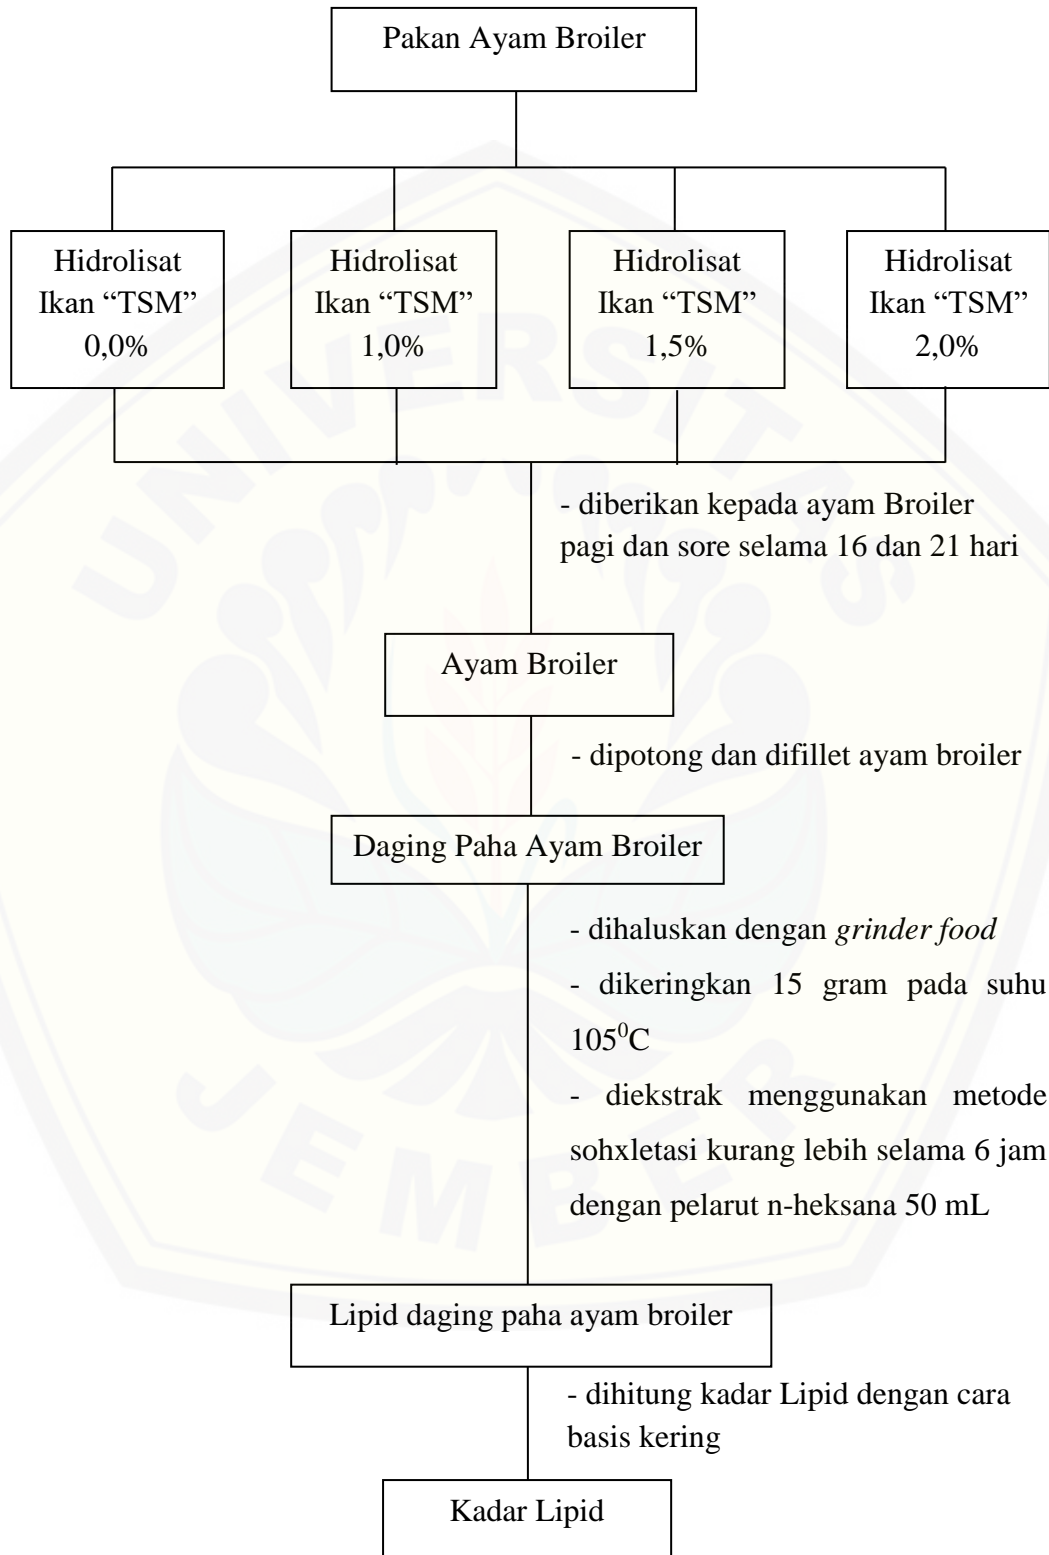 Pakan Ayam Broiler
Hidrolisat
Ikan “TSM”
0,0%
Hidrolisat
Ikan “TSM”
1,0%
Hidrolisat
Ikan “TSM”
1,5%
Hidrolisat
Ikan “TSM”
2,0%
- diberikan kepada ayam Broiler
pagi dan sore selama 16 dan 21 hari
Ayam Broiler
- dipotong dan difillet ayam broiler
Daging Paha Ayam Broiler
- dihaluskan dengan grinder food
- dikeringkan 15 gram pada suhu
105⁰C
- diekstrak menggunakan metode
sohxletasi kurang lebih selama 6 jam
dengan pelarut n-heksana 50 mL
Lipid daging paha ayam broiler
- dihitung kadar Lipid dengan cara
basis kering
Kadar Lipid
UNIVERSITAS
JEMBER